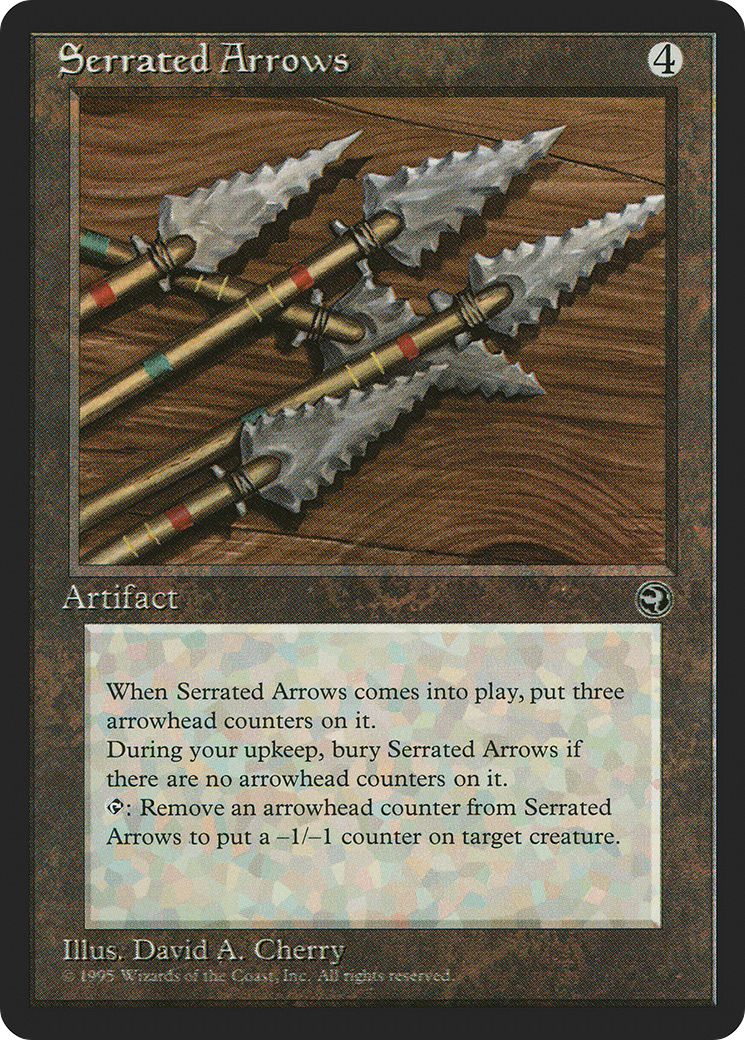 Serrated Arrows
4
Artifact
When Serrated Arrows comes into play, put three
arrowhead counters on it.
During your upkeep, bury Serrated Arrows if
there are no arrowhead counters on it.
: Remove an arrowhead counter from Serrated
Arrows to put a –1/–1 counter on target creature.
Illus. David A. Cherry
© 1995 Wizards of the Coast, Inc. All rights reserved.